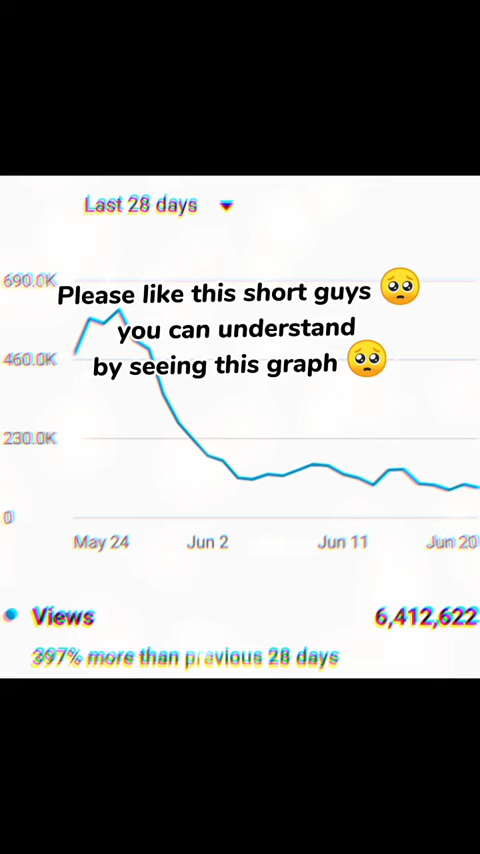 Last 28 days
690.0K
Please like this short guys 🥺
you can understand
460.0K
by seeing this graph 🥺
230.0K
0
May 24 Jun 2 Jun 11 Jun 20
Views 6,412,622
397% more than previous 28 days